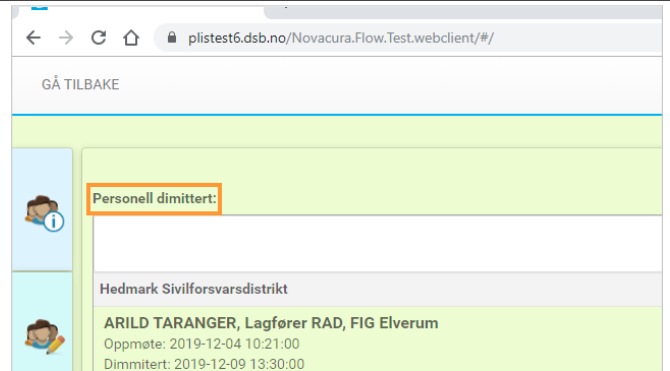 plistest6.dsb.no/Novacura.Flow.Test.webclient/#/
GÅ TILBAKE
Personell dimittert:
Hedmark Sivilforsvarsdistrikt
ARILD TARANGER, Lagfører RAD, FIG Elverum
Oppmøte: 2019-12-04 10:21:00
Dimmitert: 2019-12-09 13:30:00